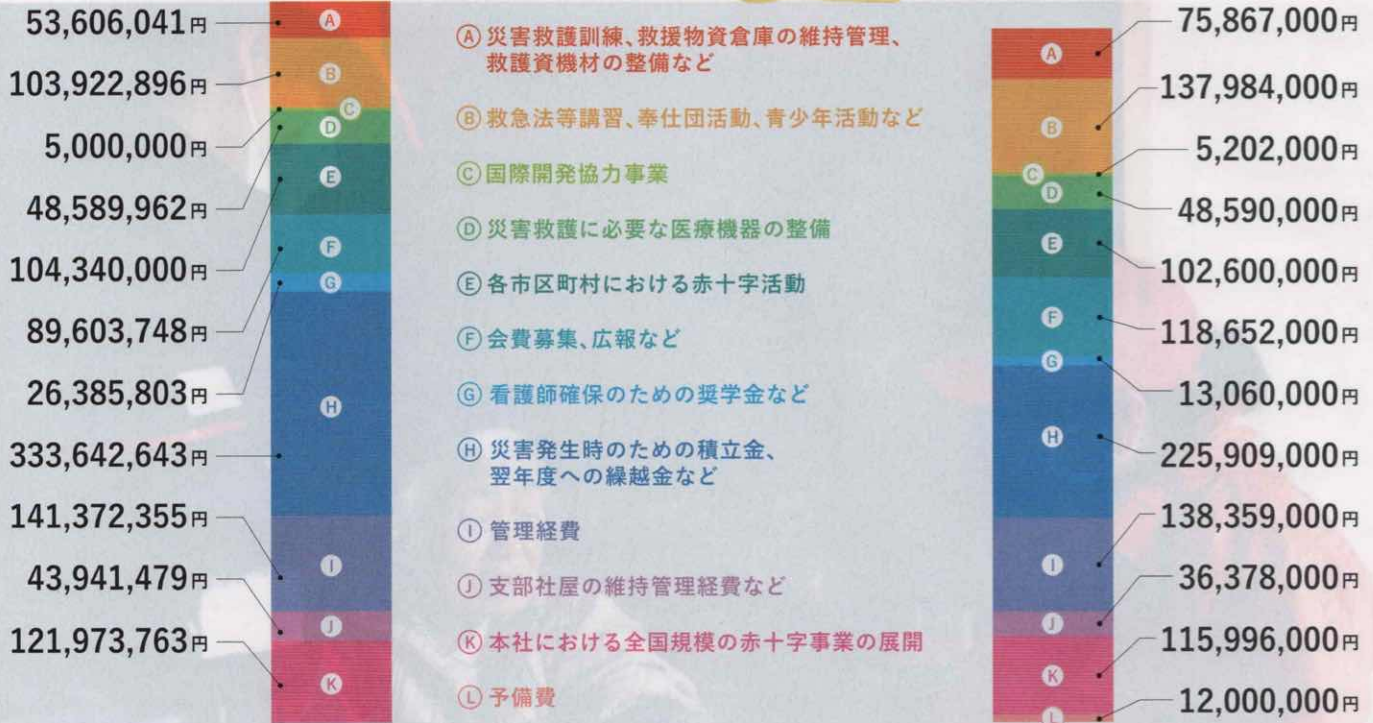 53,606,041円
103,922,896円
5,000,000円
48,589,962円
104,340,000円
89,603,748円
26,385,803円
333,642,643円
141,372,355円
43,941,479円
121,973,763円
A
B
C
D
E
F
G
H
I
J
K
Ⓐ 災害救護訓練、救援物資倉庫の維持管理、
救護資機材の整備など
Ⓑ 救急法等講習、奉仕団活動、青少年活動など
Ⓒ 国際開発協力事業
Ⓓ 災害救護に必要な医療機器の整備
Ⓔ 各市区町村における赤十字活動
Ⓕ 会費募集、広報など
Ⓖ 看護師確保のための奨学金など
Ⓗ 災害発生時のための積立金、
翌年度への繰越金など
Ⓘ 管理経費
Ⓙ 支部社屋の維持管理経費など
Ⓚ 本社における全国規模の赤十字事業の展開
Ⓛ 予備費
A
B
C
D
E
F
G
H
I
J
K
L
75,867,000円
137,984,000円
5,202,000円
48,590,000円
102,600,000円
118,652,000円
13,060,000円
225,909,000円
138,359,000円
36,378,000円
115,996,000円
12,000,000円